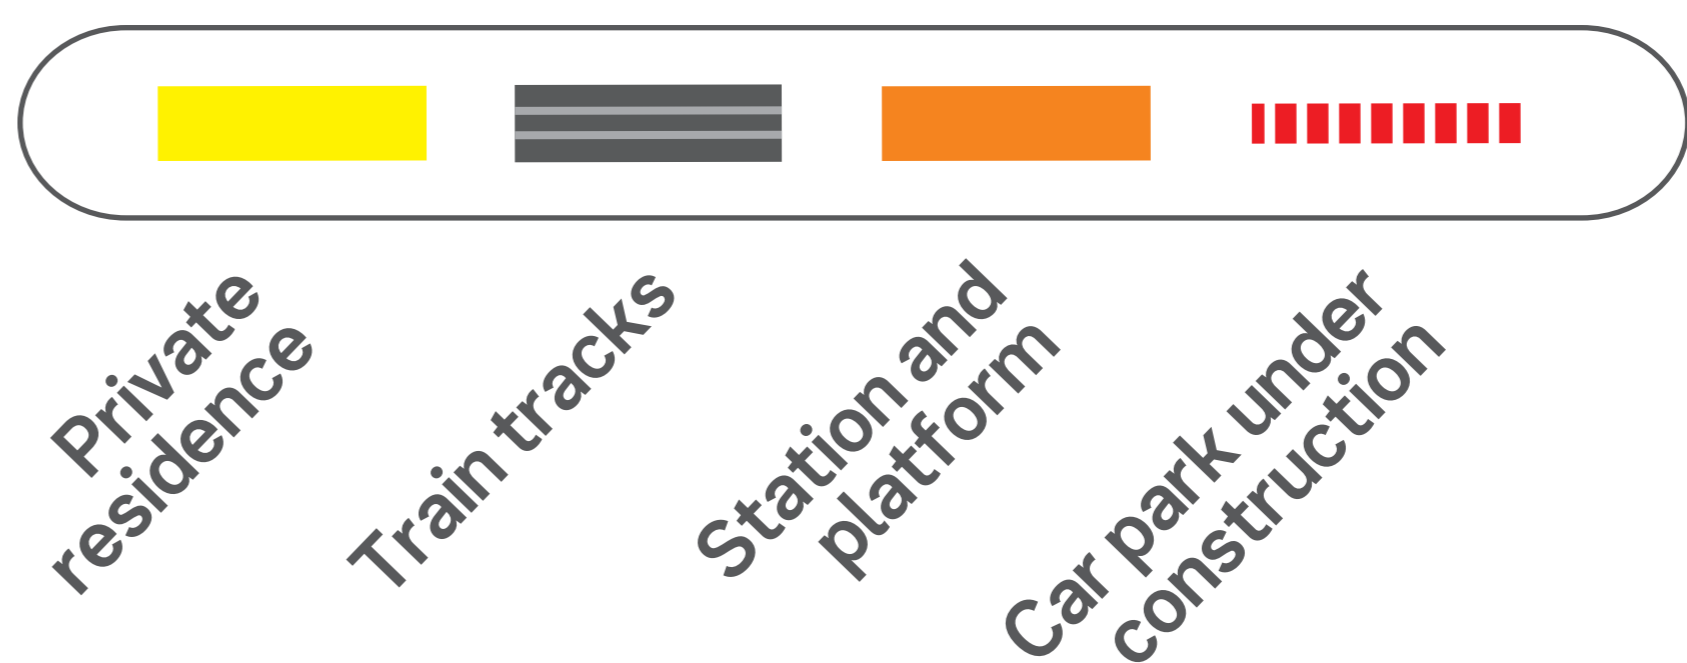 Private
residence
Train tracks
Station and
platform
Car park under
construction